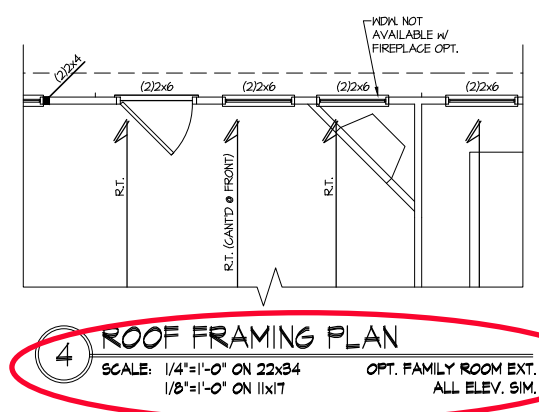 WDW. NOT
AVAILABLE W/
FIREPLACE OPT.
(2)2x4
(2)2x6
(2)2x6
(2)2x6
(2)2x6
R.T.
R.T. (CANT'D @ FRONT)
R.T.
4
ROOF FRAMING PLAN
SCALE: 1/4"=1'-0" ON 22x34
1/8"=1'-0" ON 11x17
OPT. FAMILY ROOM EXT.
ALL ELEV. SIM.